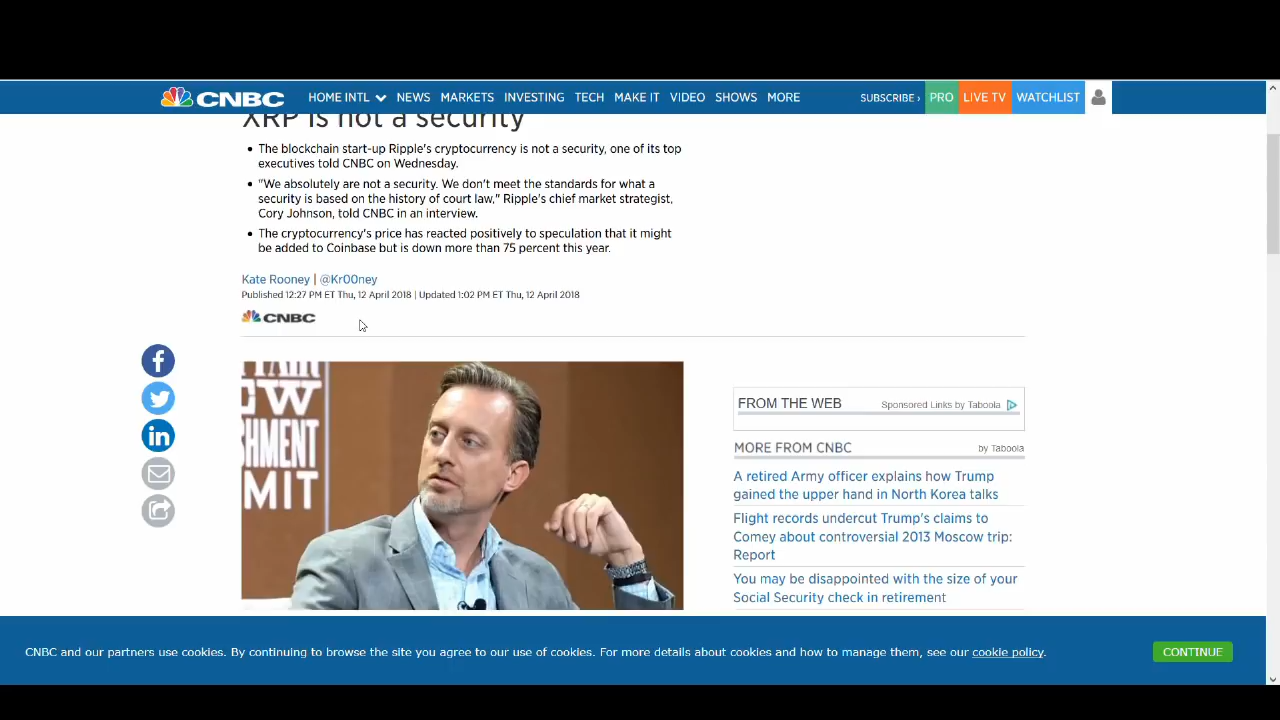 CNBC
HOME INTL NEWS MARKETS INVESTING TECH MAKE IT VIDEO SHOWS MORE SUBSCRIBE › PRO LIVE TV WATCHLIST
XRP is not a security
• The blockchain start-up Ripple's cryptocurrency is not a security, one of its top
executives told CNBC on Wednesday.
• "We absolutely are not a security. We don't meet the standards for what a
security is based on the history of court law," Ripple's chief market strategist,
Cory Johnson, told CNBC in an interview.
• The cryptocurrency's price has reacted positively to speculation that it might
be added to Coinbase but is down more than 75 percent this year.
Kate Rooney | @Kr00ney
Published 12:27 PM ET Thu, 12 April 2018 | Updated 1:02 PM ET Thu, 12 April 2018
CNBC
FROM THE WEB Sponsored Links by Taboola
MORE FROM CNBC by Taboola
A retired Army officer explains how Trump
gained the upper hand in North Korea talks
Flight records undercut Trump's claims to
Comey about controversial 2013 Moscow trip:
Report
You may be disappointed with the size of your
Social Security check in retirement
CNBC and our partners use cookies. By continuing to browse the site you agree to our use of cookies. For more details about cookies and how to manage them, see our cookie policy.
CONTINUE